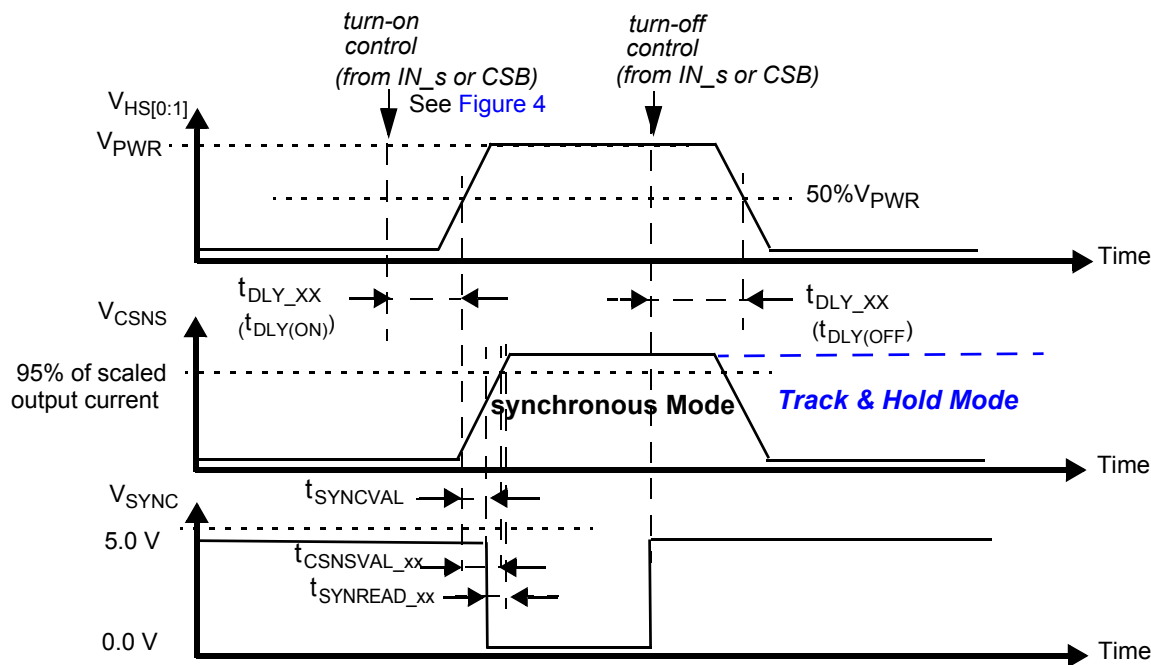 turn-on
control
(from IN_s or CSB)
See Figure 4
turn-off
control
(from IN_s or CSB)
VHS[0:1]
VPWR
50%VPWR
Time
tDLY_XX
(tDLY(ON))
tDLY_XX
(tDLY(OFF)
VCSNS
95% of scaled
output current
synchronous Mode
Track & Hold Mode
Time
tSYNCVAL
VSYNC
5.0 V
tCSNSVAL_xx
tSYNREAD_xx
0.0 V
Time